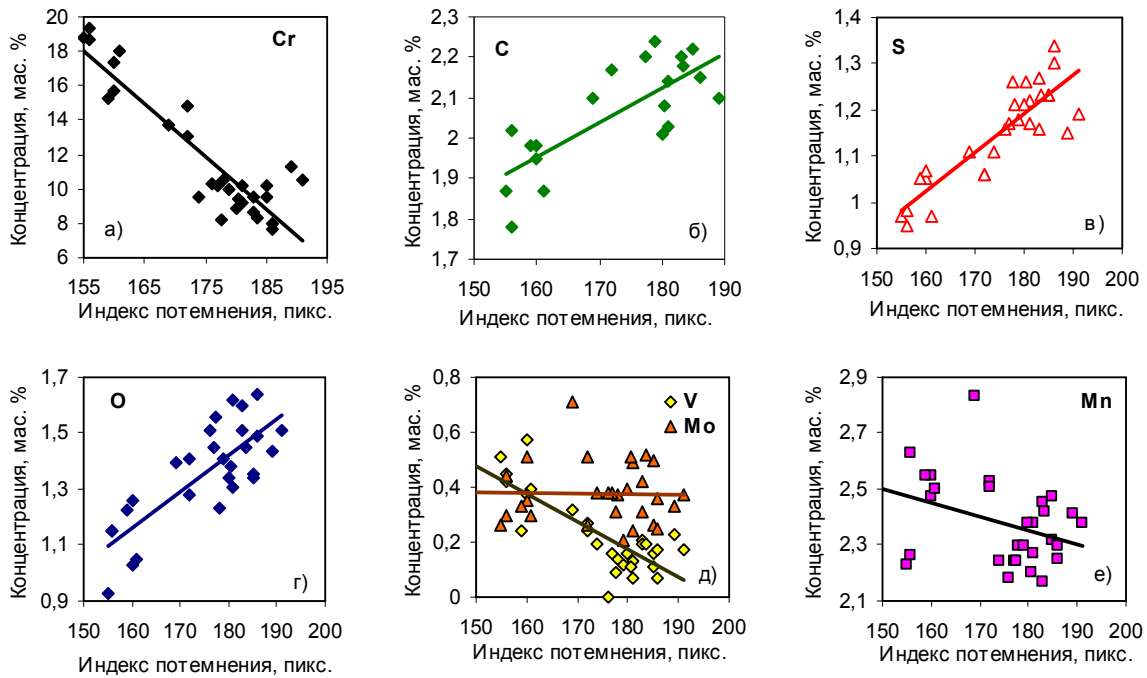 Концентрация, мас. %
20
18
16
14
12
10
8
6
Cr
а)
155 165 175 185 195
Индекс потемнения, пикс.
Концентрация, мас. %
2,3
2,2
2,1
2
1,9
1,8
1,7
C
б)
150 160 170 180 190
Индекс потемнения, пикс.
Концентрация, мас. %
1,4
1,3
1,2
1,1
1
0,9
S
в)
150 160 170 180 190 200
Индекс потемнения, пикс.
Концентрация, мас. %
1,7
1,5
1,3
1,1
0,9
O
г)
150 160 170 180 190 200
Индекс потемнения, пикс.
Концентрация, мас. %
0,8
0,6
0,4
0,2
0
V
Mo
д)
150 160 170 180 190 200
Индекс потемнения, пикс.
Концентрация, мас. %
2,9
2,7
2,5
2,3
2,1
Mn
е)
150 160 170 180 190 200
Индекс потемнения, пикс.